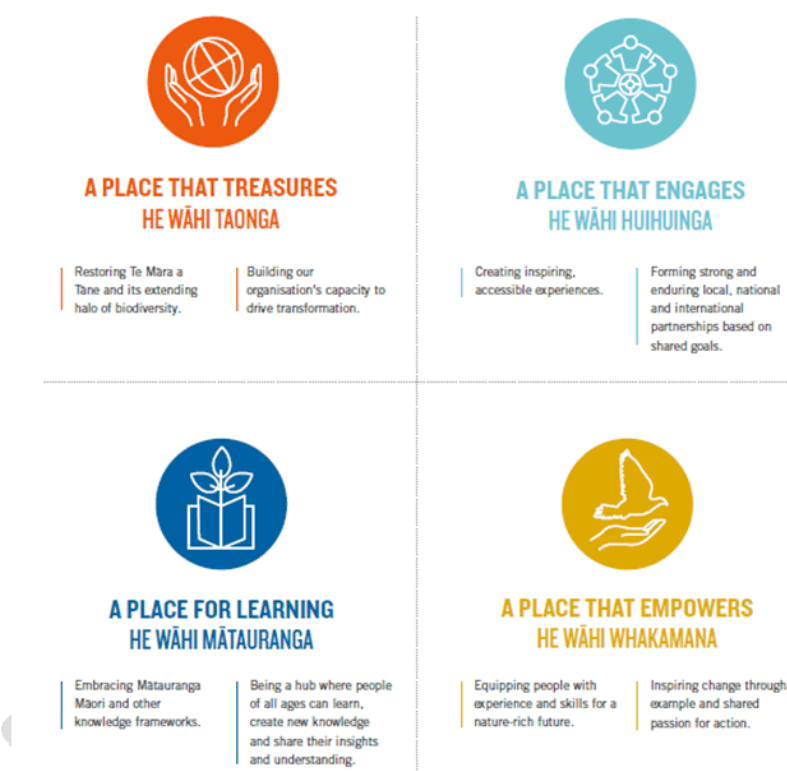 A PLACE THAT TREASURES
HE WĀHI TAONGA
Restoring Te Māra a
Tāne and its extending
halo of biodiversity.
Building our
organisation's capacity to
drive transformation.
A PLACE THAT ENGAGES
HE WĀHI HUIHUINGA
Creating inspiring,
accessible experiences.
Forming strong and
enduring local, national
and international
partnerships based on
shared goals.
A PLACE FOR LEARNING
HE WĀHI MĀTAURANGA
Embracing Mātauranga
Māori and other
knowledge frameworks.
Being a hub where people
of all ages can learn,
create new knowledge
and share their insights
and understanding.
A PLACE THAT EMPOWERS
HE WĀHI WHAKAMANA
Equipping people with
experience and skills for a
nature-rich future.
Inspiring change through
example and shared
passion for action.